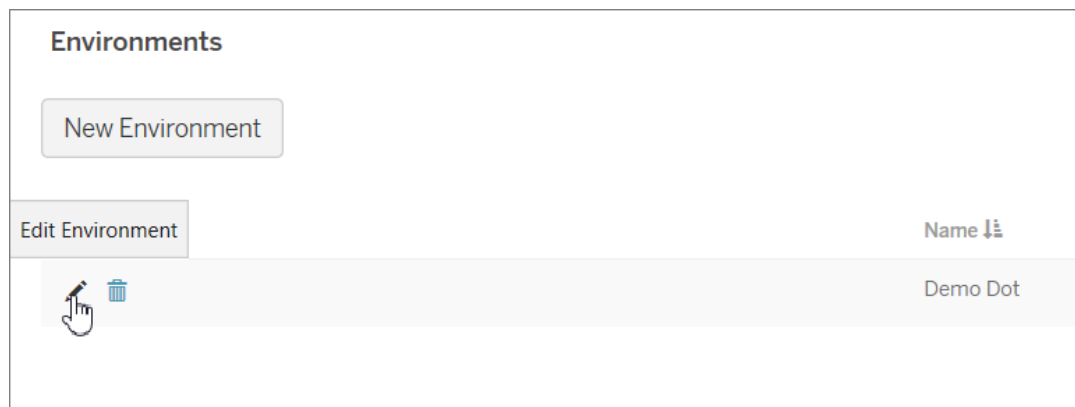 Environments
New Environment
Edit Environment
Name
Demo Dot